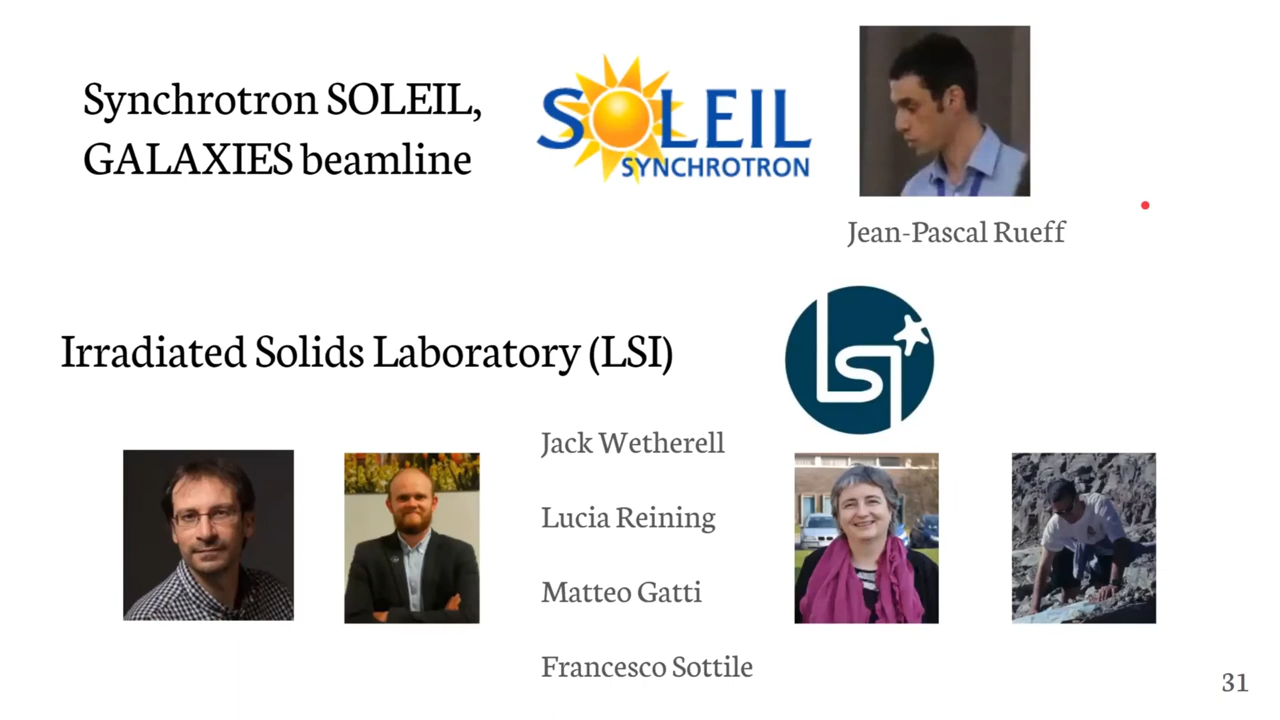 Synchrotron SOLEIL,
GALAXIES beamline
SOLEIL
SYNCHROTRON
Jean-Pascal Rueff
Irradiated Solids Laboratory (LSI)
LSI
Jack Wetherell
Lucia Reining
Matteo Gatti
Francesco Sottile
31